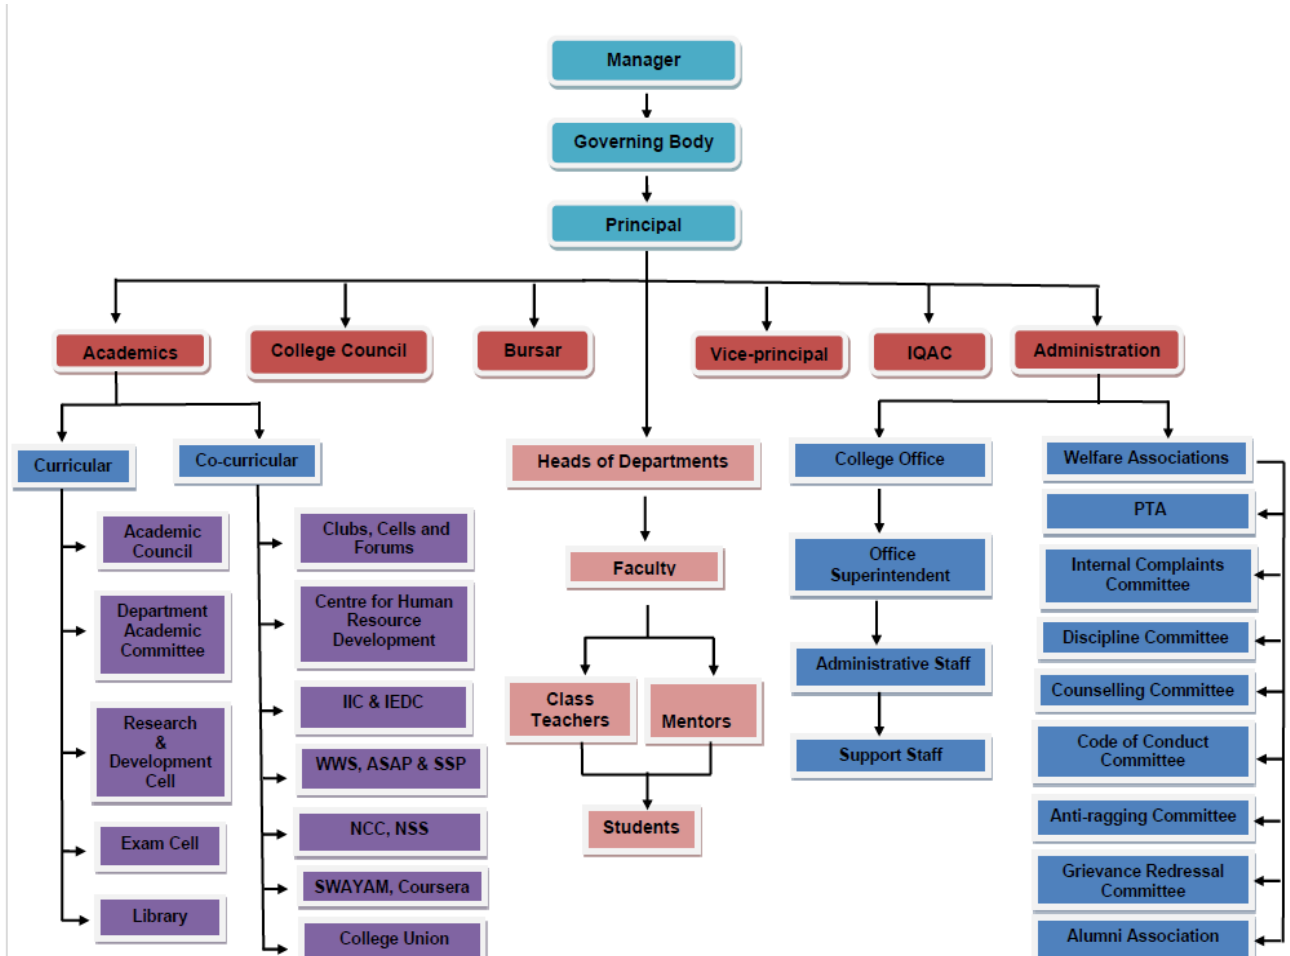 Manager
Governing Body
Principal
Academics
College Council
Bursar
Vice-principal
IQAC
Administration
Curricular
Co-curricular
Heads of Departments
College Office
Welfare Associations
Academic
Council
Department
Academic
Committee
Research
&
Development
Cell
Exam Cell
Library
Clubs, Cells and
Forums
Centre for Human
Resource
Development
IIC & IEDC
WWS, ASAP & SSP
NCC, NSS
SWAYAM, Coursera
College Union
Faculty
Class
Teachers
Mentors
Students
Office
Superintendent
Administrative Staff
Support Staff
PTA
Internal Complaints
Committee
Discipline Committee
Counselling Committee
Code of Conduct
Committee
Anti-ragging Committee
Grievance Redressal
Committee
Alumni Association